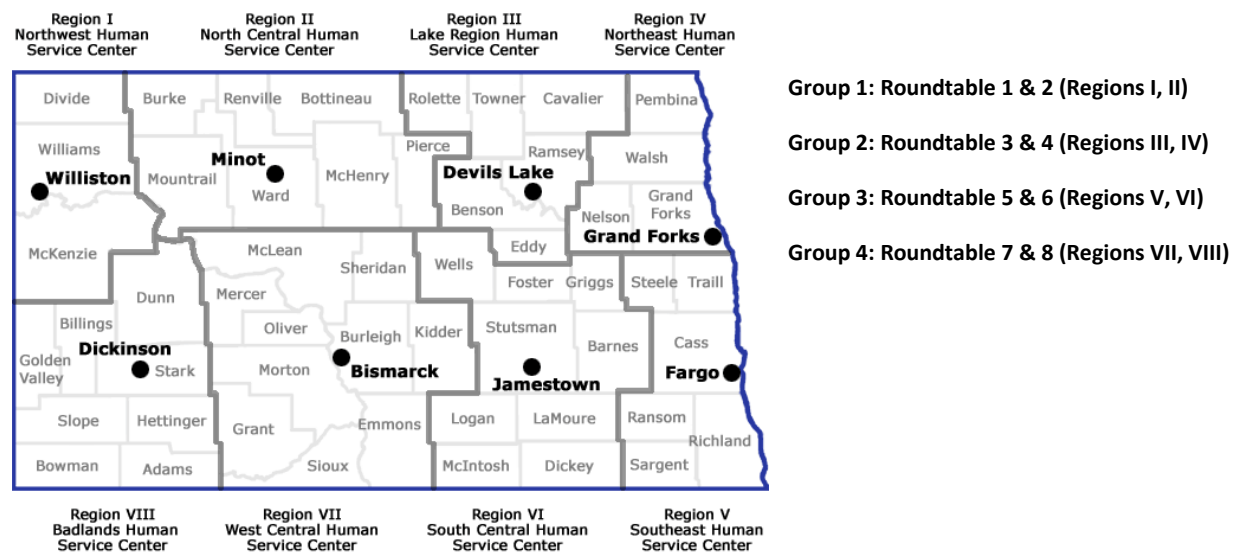 Region I
Northwest Human
Service Center
Region II
North Central Human
Service Center
Region III
Lake Region Human
Service Center
Region IV
Northeast Human
Service Center
Divide
Burke
Renville
Bottineau
Rolette
Towner
Cavalier
Pembina
Williams
Pierce
Ramsey
Walsh
Minot
Williston
Mountrail
Ward
McHenry
Devils Lake
Benson
Nelson
Grand
Forks
Grand Forks
McKenzie
McLean
Sheridan
Wells
Eddy
Foster
Griggs
Steele
Traill
Dunn
Mercer
Billings
Oliver
Burleigh
Kidder
Stutsman
Barnes
Cass
Golden
Valley
Dickinson
Stark
Morton
Bismarck
Jamestown
Fargo
Slope
Hettinger
Grant
Emmons
Logan
LaMoure
Ransom
Richland
Bowman
Adams
Sioux
McIntosh
Dickey
Sargent
Region VIII
Badlands Human
Service Center
Region VII
West Central Human
Service Center
Region VI
South Central Human
Service Center
Region V
Southeast Human
Service Center
Group 1: Roundtable 1 & 2 (Regions I, II)
Group 2: Roundtable 3 & 4 (Regions III, IV)
Group 3: Roundtable 5 & 6 (Regions V, VI)
Group 4: Roundtable 7 & 8 (Regions VII, VIII)